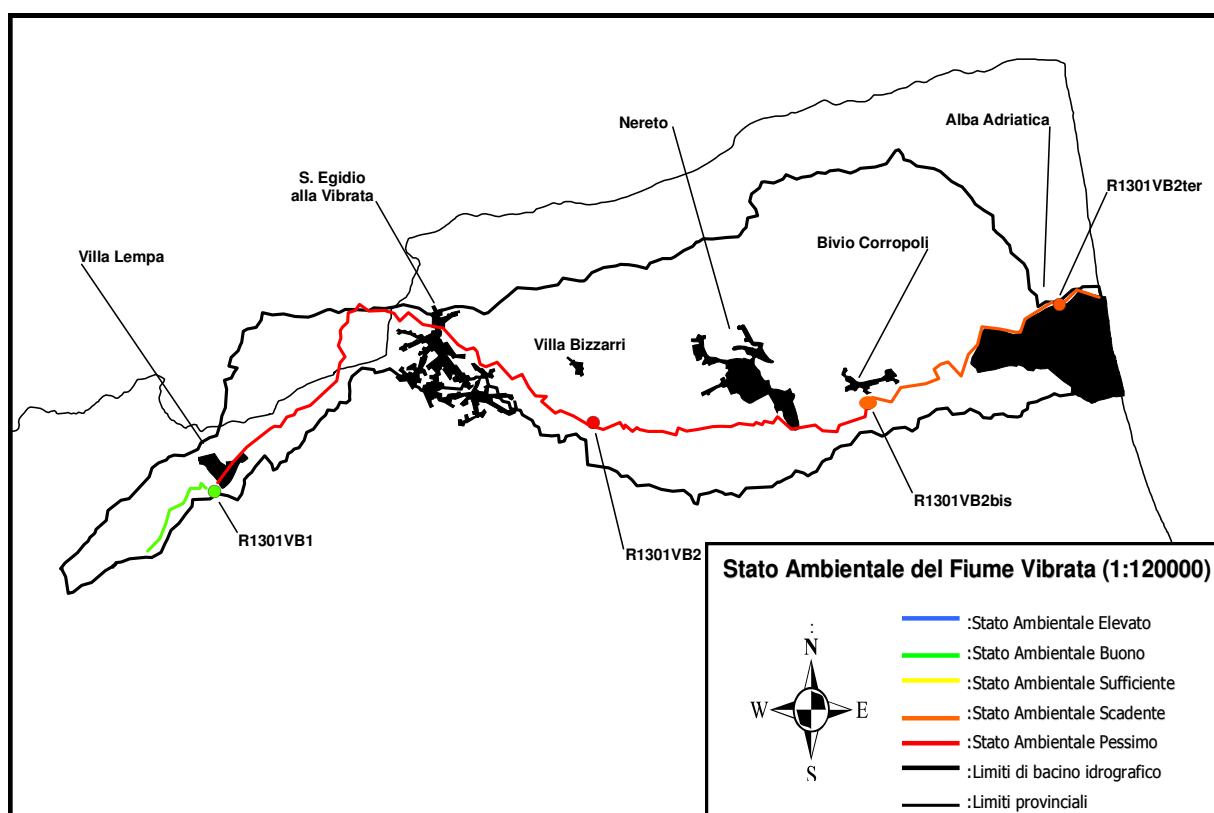 Alba Adriatica
Nereto
S. Egidio
alla Vibrata
R1301VB2ter
Bivio Corropoli
Villa Lempa
Villa Bizzarri
R1301VB2bis
R1301VB1
R1301VB2
Stato Ambientale del Fiume Vibrata (1:120000)
:
N
W
E
S
:Stato Ambientale Elevato
:Stato Ambientale Buono
:Stato Ambientale Sufficiente
:Stato Ambientale Scadente
:Stato Ambientale Pessimo
:Limiti di bacino idrografico
:Limiti provinciali